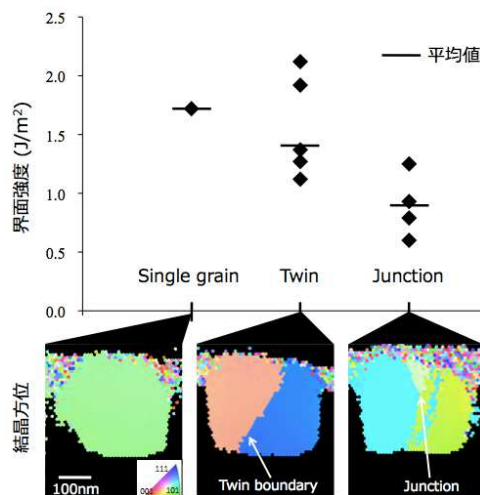 2.5
2.0
1.5
1.0
0.5
0.0
界面強度 (J/m²)
平均値
Single grain
Twin
Junction
結晶方位
100nm
111
001
101
Twin boundary
Junction